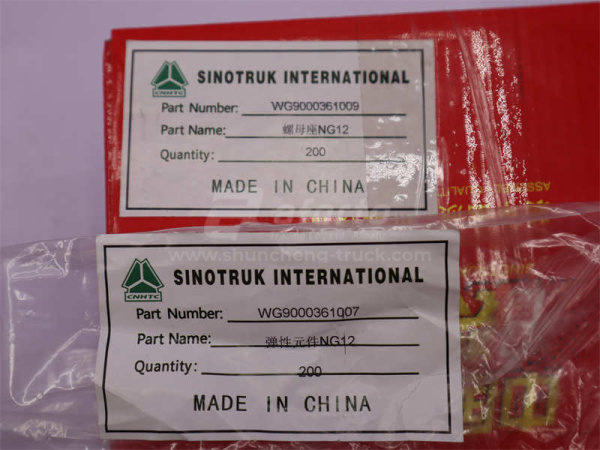 SINOTRUK INTERNATIONAL
CNHTC
Part Number: WG9000361009
Part Name: 螺母座NG12
Quantity: 200
MADE IN CHINA
www.shuncheng-truck.com
SINOTRUK INTERNATIONAL
CNHTC
Part Number: WG9000361007
Part Name: 弹性元件NG12
Quantity: 200
MADE IN CHINA